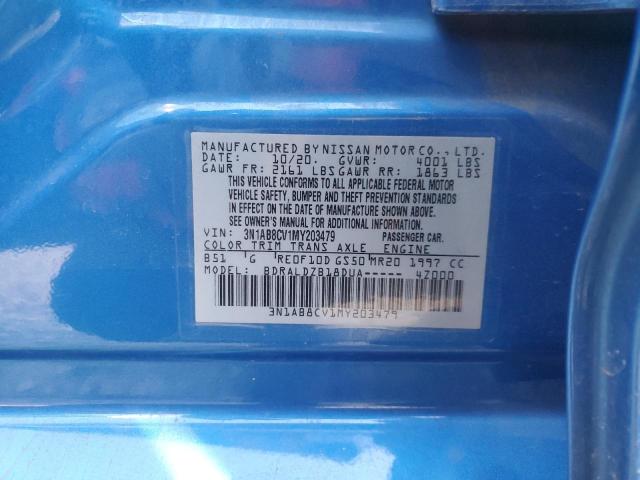 MANUFACTURED BY NISSAN MOTOR CO., LTD.
DATE: 10/20. GVWR: 4001 LBS
GAWR FR: 2161 LBS GAWR RR: 1863 LBS
THIS VEHICLE CONFORMS TO ALL APPLICABLE FEDERAL MOTOR
VEHICLE SAFETY, BUMPER AND THEFT PREVENTION STANDARDS
IN EFFECT ON THE DATE OF MANUFACTURE SHOWN ABOVE.
SEE OWNER'S MANUAL FOR ADDITIONAL INFORMATION.
VIN: 3N1AB8CV1MY203479 PASSENGER CAR.
COLOR TRIM TRANS AXLE ENGINE
B51 G RE0F10D GS50 MR20 1997 CC
MODEL: BDRALDZB18DUA----- 4Z000
3N1AB8CV1MY203479